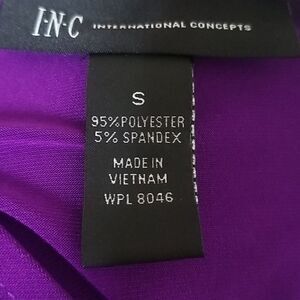 I·N·C INTERNATIONAL CONCEPTS
S
95%POLYESTER
5% SPANDEX
MADE IN
VIETNAM
WPL 8046